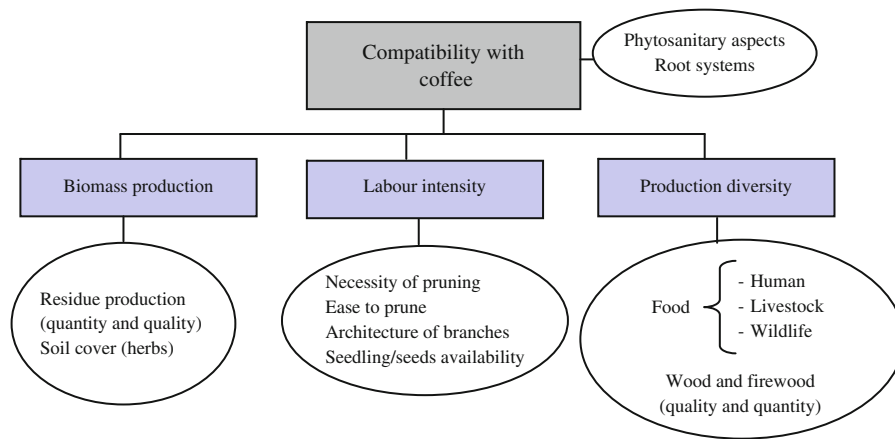 Compatibility with
coffee
Phytosanitary aspects
Root systems
Biomass production
Labour intensity
Production diversity
Residue production
(quantity and quality)
Soil cover (herbs)
Necessity of pruning
Ease to prune
Architecture of branches
Seedling/seeds availability
Food
- Human
- Livestock
- Wildlife
Wood and firewood
(quality and quantity)